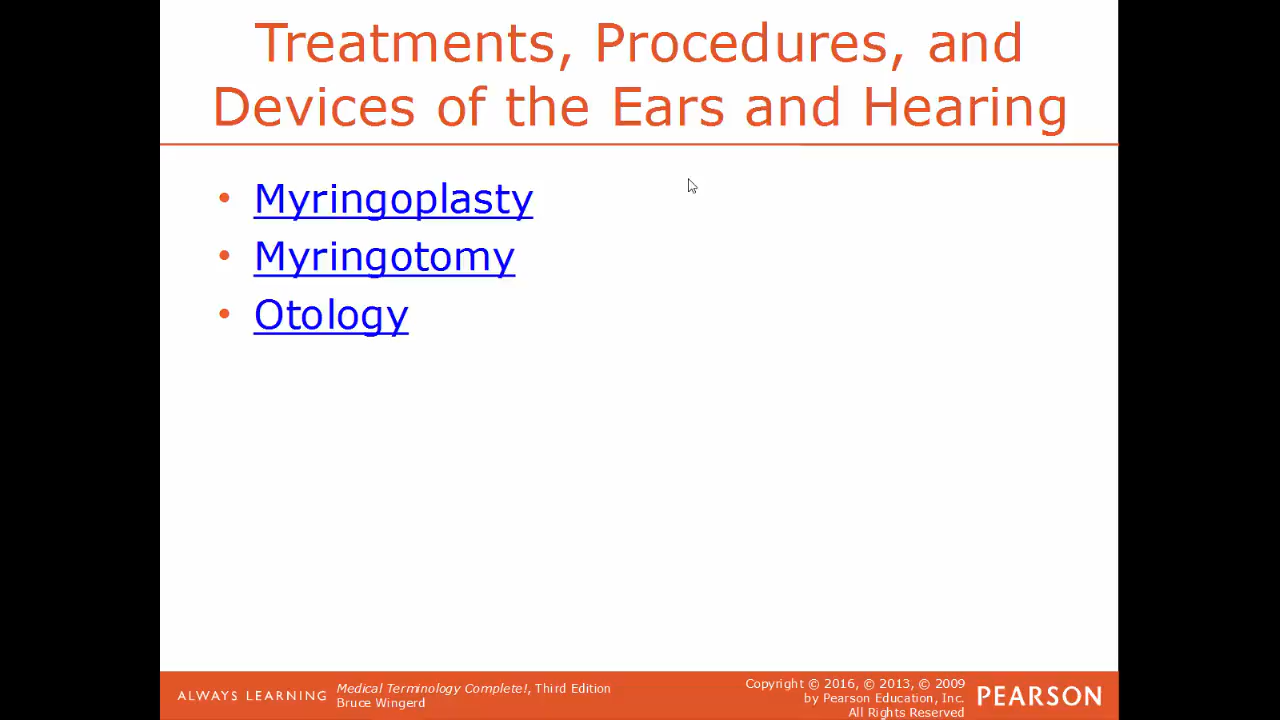 Treatments, Procedures, and
Devices of the Ears and Hearing
• Myringoplasty
• Myringotomy
• Otology
ALWAYS LEARNING
Medical Terminology Complete!, Third Edition
Bruce Wingerd
Copyright © 2016, © 2013, © 2009
by Pearson Education, Inc.
All Rights Reserved
PEARSON